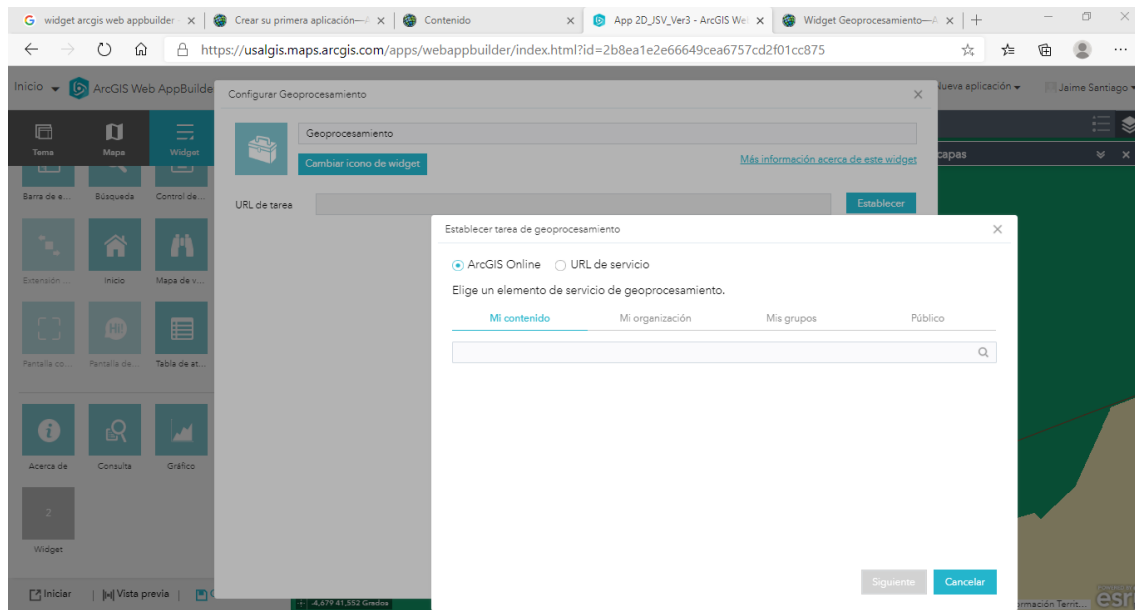 widget arcgis web appbuilder
Crear su primera aplicación—A
Contenido
App 2D_JSV_Ver3 - ArcGIS Web
Widget Geoprocesamiento—A
https://usalgis.maps.arcgis.com/apps/webappbuilder/index.html?id=2b8ea1e2e66649cea6757cd2f01cc875
Inicio
ArcGIS Web AppBuilder
Configurar Geoprocesamiento
Nueva aplicación
Jaime Santiago
Tema
Mapa
Widget
Geoprocesamiento
Cambiar icono de widget
Más información acerca de este widget
capas
Barra de e...
Búsqueda
Control de...
URL de tarea
Establecer
Establecer tarea de geoprocesamiento
ArcGIS Online
URL de servicio
Extensión ...
Inicio
Mapa de v...
Elige un elemento de servicio de geoprocesamiento.
Mi contenido
Mi organización
Mis grupos
Público
Hi!
Pantalla co...
Pantalla de...
Tabla de at...
Acerca de
Consulta
Gráfico
2
Widget
Siguiente
Cancelar
Iniciar
Vista previa
-4,679 41,552 Grados
rmación Territ...
esri